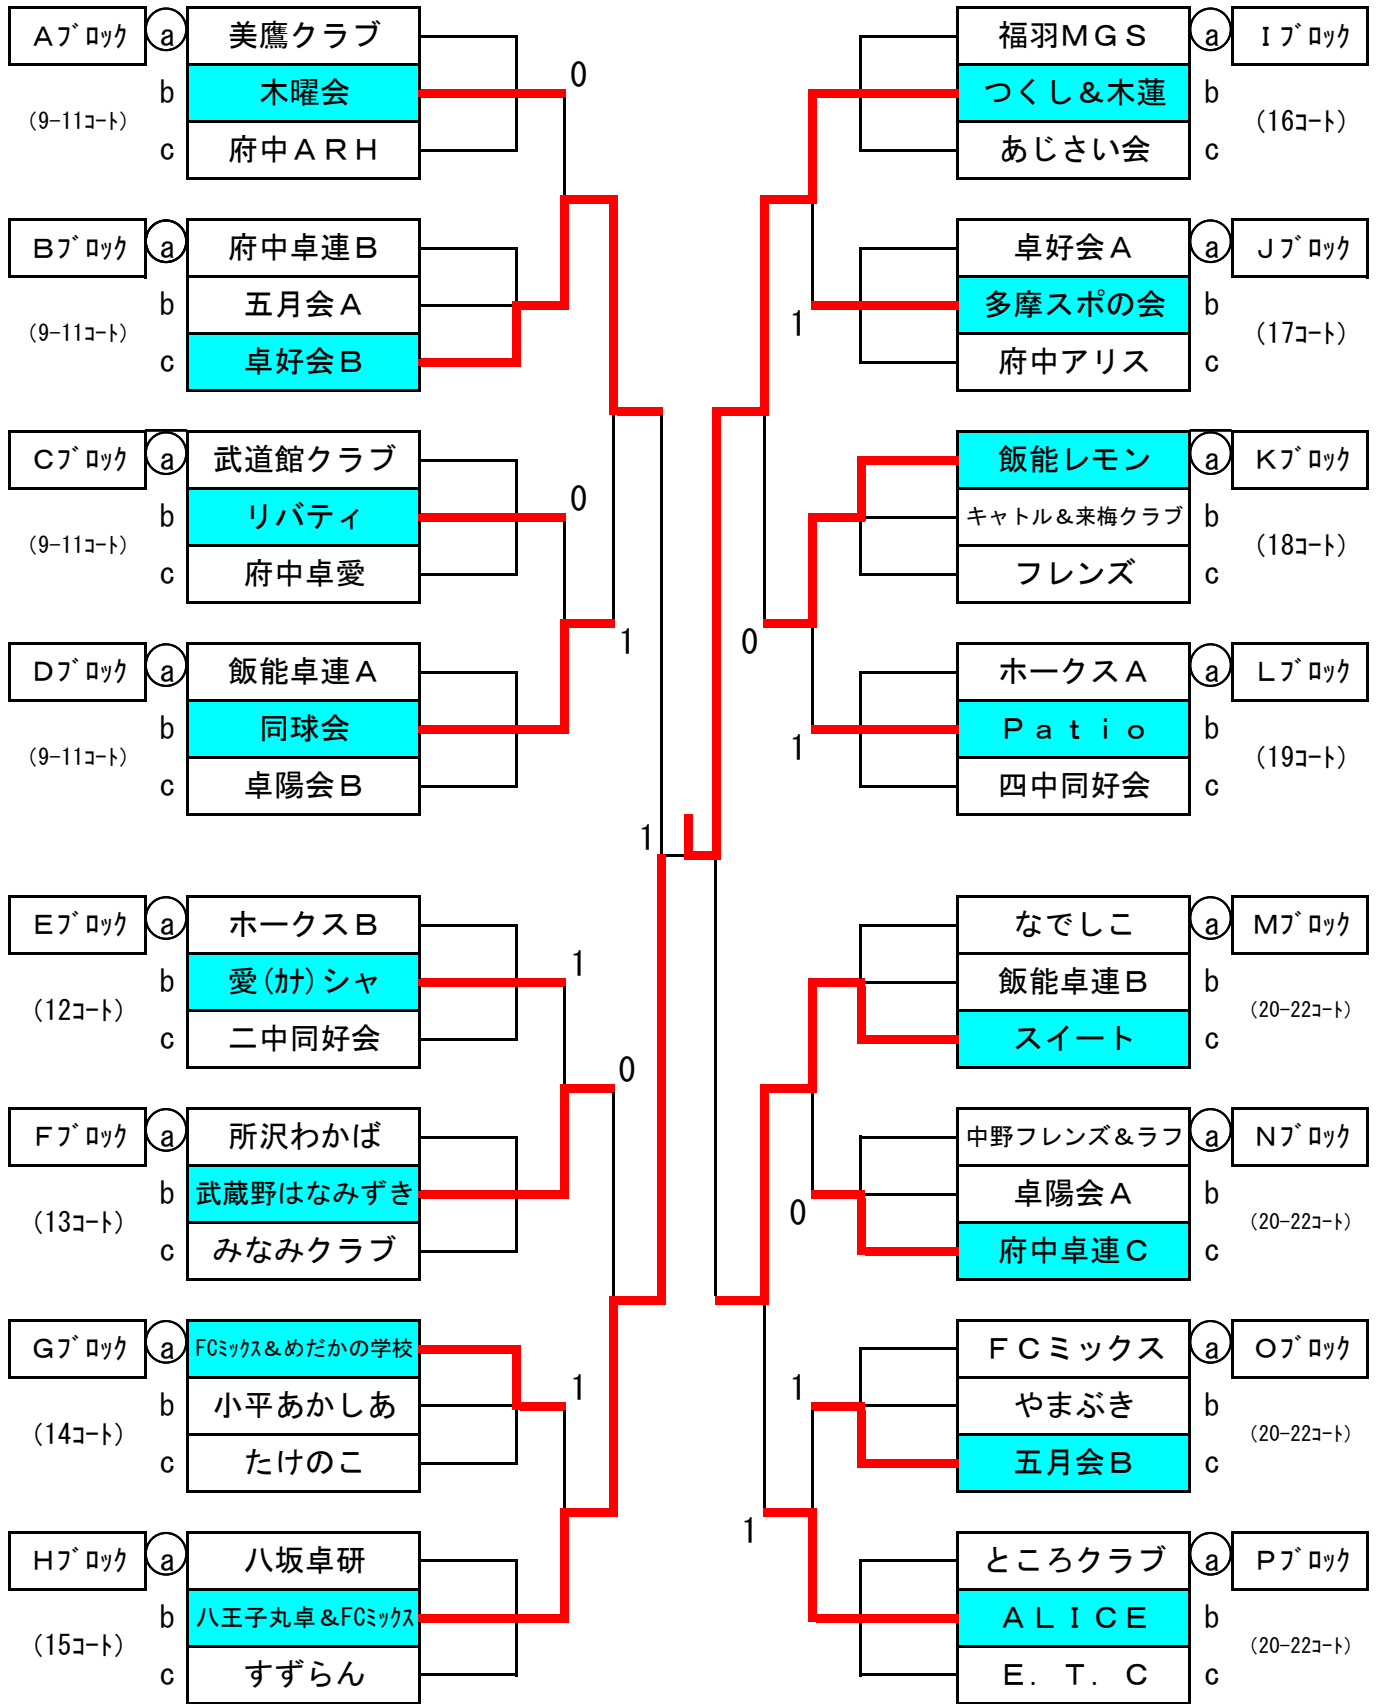 Aブロック a 美鷹クラブ
b 木曜会 0
(9-11コート)
c 府中ARH
Bブロック a 府中卓連B
b 五月会A
(9-11コート)
c 卓好会B
Cブロック a 武道館クラブ
b リバティ 0
(9-11コート)
c 府中卓愛
1
Dブロック a 飯能卓連A
b 同球会
(9-11コート)
c 卓陽会B
1
Eブロック a ホークスB
b 愛(カナ)シャ 1
(12コート)
c 二中同好会
0
Fブロック a 所沢わかば
b 武蔵野はなみずき
(13コート)
c みなみクラブ
Gブロック a FCミックス&めだかの学校
b 小平あかしあ 1
(14コート)
c たけのこ
Hブロック a 八坂卓研
b 八王子丸卓&FCミックス
(15コート)
c すずらん
福羽MGS a Iブロック
つくし&木蓮 b
(16コート)
あじさい会 c
卓好会A a Jブロック
1 多摩スポの会 b
(17コート)
府中アリス c
飯能レモン a Kブロック
キャトル&来梅クラブ b
(18コート)
フレンズ c
0
ホークスA a Lブロック
1 Patio b
(19コート)
四中同好会 c
なでしこ a Mブロック
飯能卓連B b
(20-22コート)
スイート c
中野フレンズ&ラフ a Nブロック
0 卓陽会A b
(20-22コート)
府中卓連C c
FCミックス a Oブロック
1 やまぶき b
(20-22コート)
五月会B c
1
ところクラブ a Pブロック
ALICE b
(20-22コート)
E.T.C c